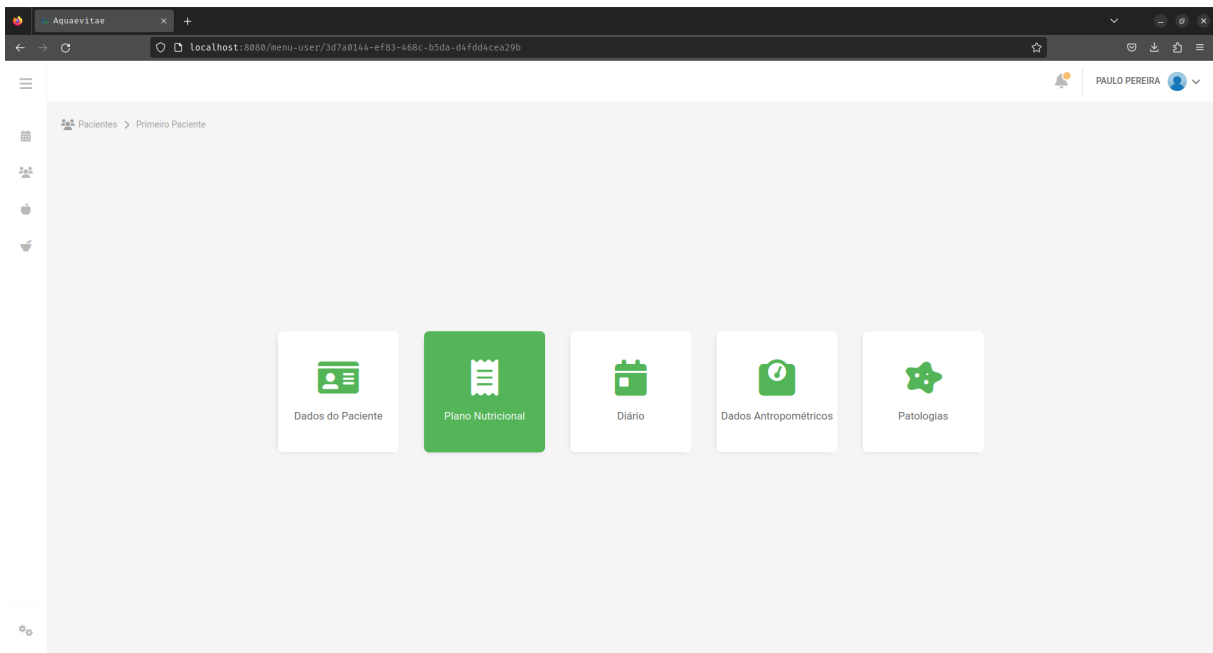 Aquaevitae
localhost:8080/menu-user/3d7a0144-ef83-468c-b5da-d4fdd4cea29b
PAULO PEREIRA
Pacientes > Primeiro Paciente
Dados do Paciente
Plano Nutricional
Diário
Dados Antropométricos
Patologias